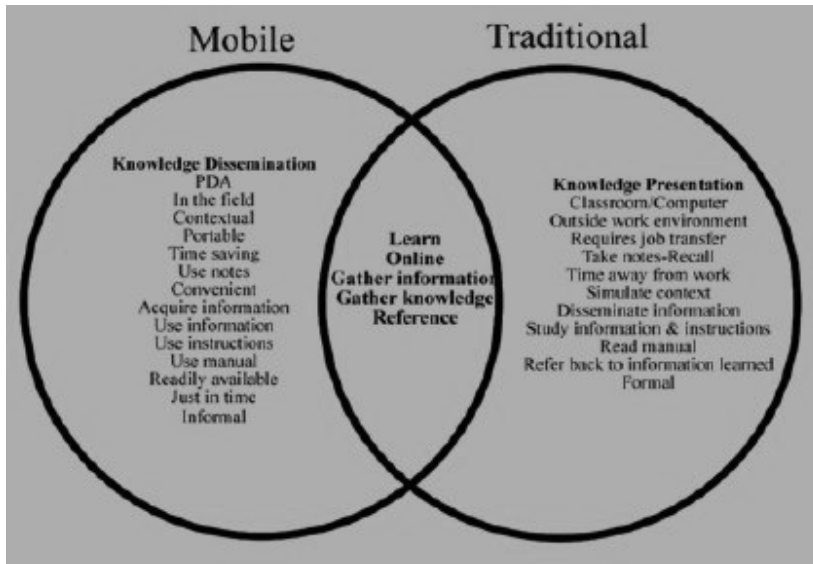 Mobile
Traditional
Knowledge Dissemination
PDA
In the field
Contextual
Portable
Time saving
Use notes
Convenient
Acquire information
Use information
Use instructions
Use manual
Readily available
Just in time
Informal
Learn
Online
Gather information
Gather knowledge
Reference
Knowledge Presentation
Classroom/Computer
Outside work environment
Requires job transfer
Take notes-Recall
Time away from work
Simulate context
Disseminate information
Study information & instructions
Read manual
Refer back to information learned
Formal